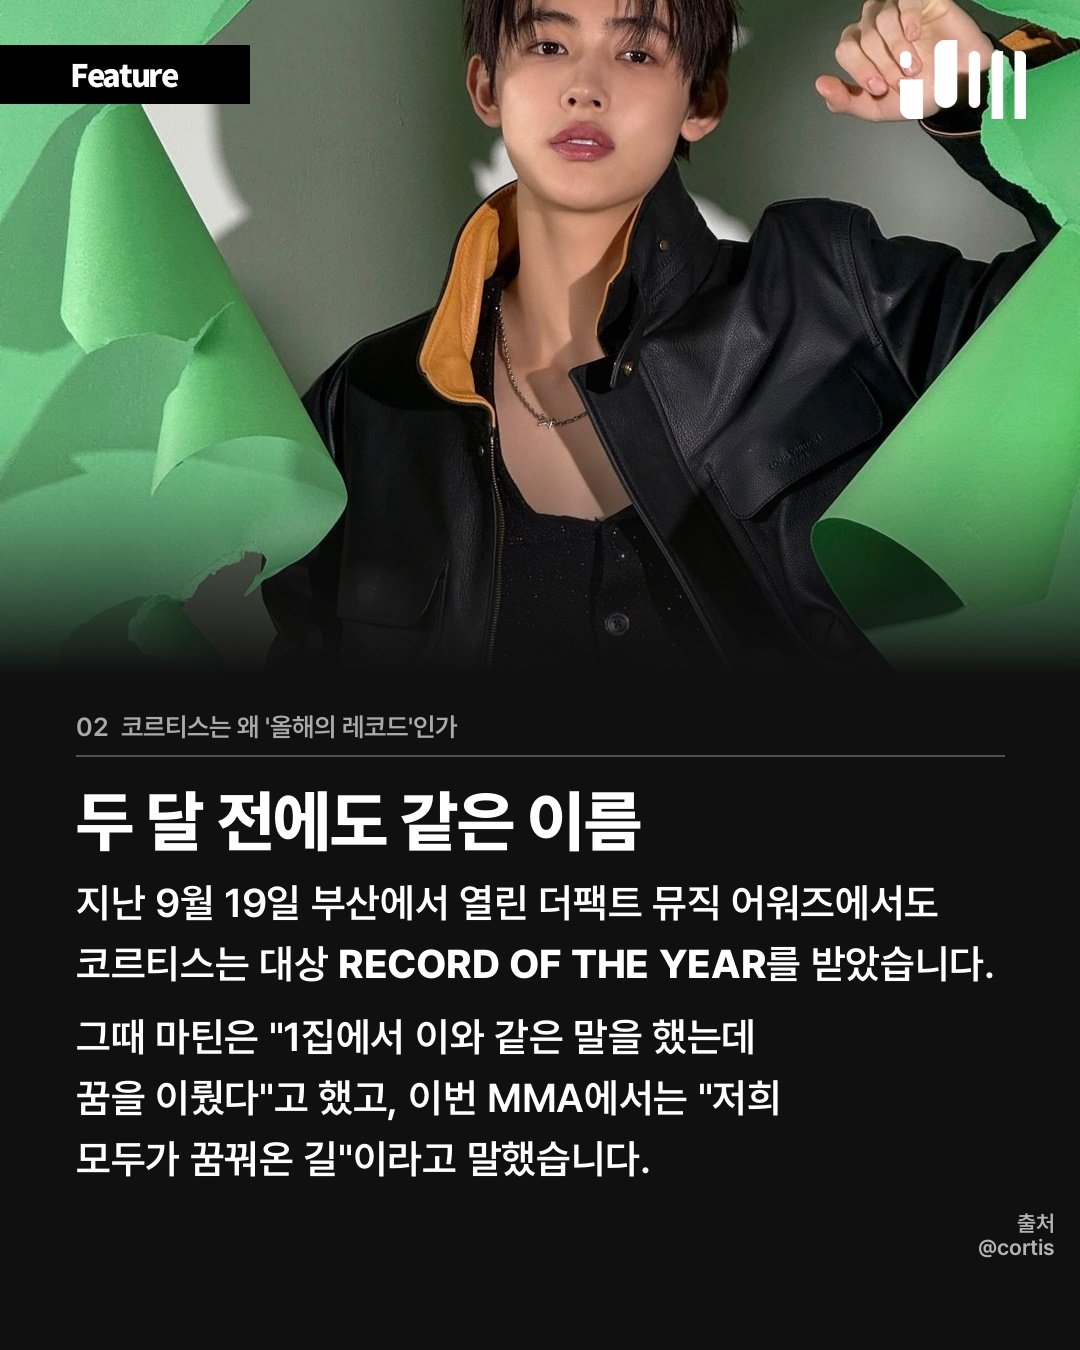 Feature
02 코르티스는 왜 '올해의 레코드'인가
두 달 전에도 같은 이름
지난 9월 19일 부산에서 열린 더팩트 뮤직 어워즈에서도
코르티스는 대상 RECORD OF THE YEAR를 받았습니다.
그때 마틴은 "1집에서 이와 같은 말을 했는데
꿈을 이뤘다"고 했고, 이번 MMA에서는 "저희
모두가 꿈꿔온 길"이라고 말했습니다.
출처
@cortis